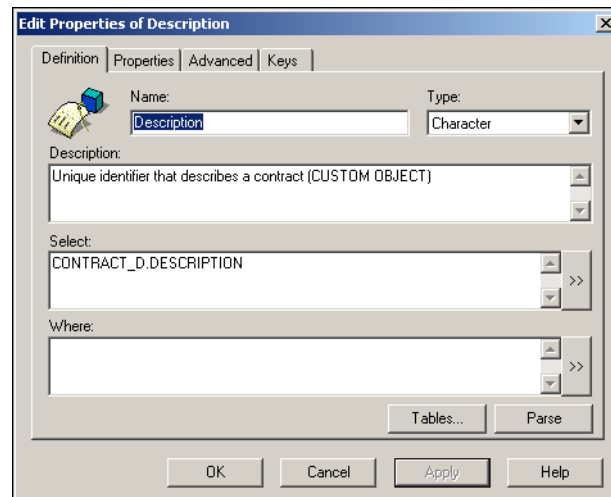 Edit Properties of Description
Definition Properties Advanced Keys
Name: Type:
Description Character
Description:
Unique identifier that describes a contract (CUSTOM OBJECT)
Select:
CONTRACT_D.DESCRIPTION
>>
Where:
>>
Tables... Parse
OK Cancel Apply Help